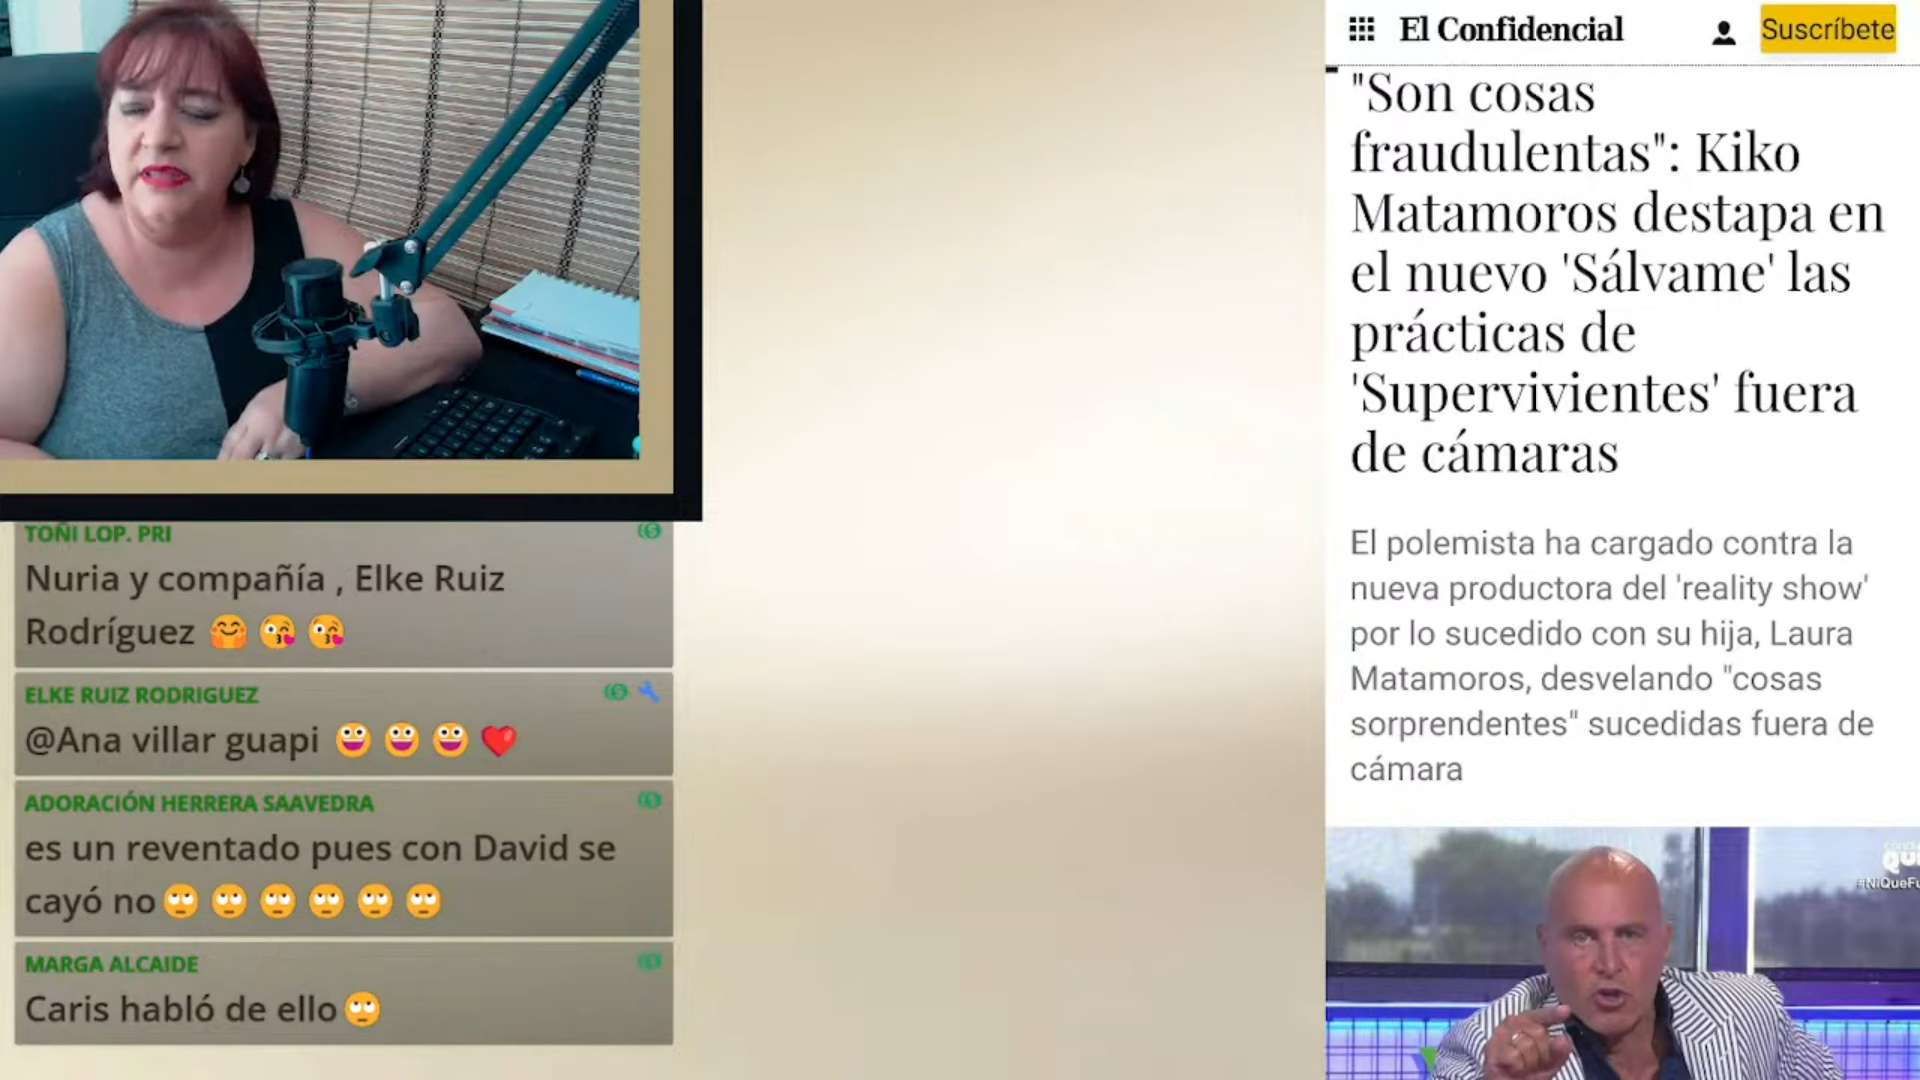 TOÑI LOP. PRI
Nuria y compañía , Elke Ruiz
Rodríguez 🤗 😘 😘
ELKE RUIZ RODRIGUEZ
@Ana villar guapi 😀 😀 😀 ❤️
ADORACIÓN HERRERA SAAVEDRA
es un reventado pues con David se
cayó no🙄 🙄 🙄 🙄 🙄 🙄
MARGA ALCAIDE
Caris habló de ello🙄
El Confidencial
Suscríbete
"Son cosas
fraudulentas": Kiko
Matamoros destapa en
el nuevo 'Sálvame' las
prácticas de
'Supervivientes' fuera
de cámaras
El polemista ha cargado contra la
nueva productora del 'reality show'
por lo sucedido con su hija, Laura
Matamoros, desvelando "cosas
sorprendentes" sucedidas fuera de
cámara
#NiQueFu